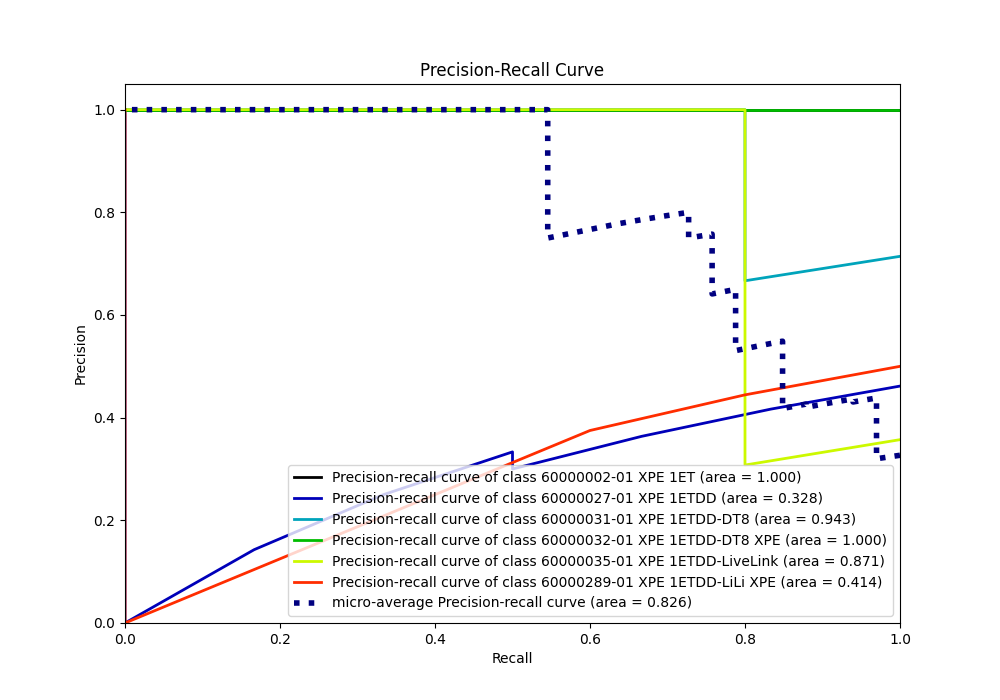 Precision-Recall Curve
1.0
0.8
0.6
0.4
0.2
0.0
Precision
Precision-recall curve of class 60000002-01 XPE 1ET (area = 1.000)
Precision-recall curve of class 60000027-01 XPE 1ETDD (area = 0.328)
Precision-recall curve of class 60000031-01 XPE 1ETDD-DT8 (area = 0.943)
Precision-recall curve of class 60000032-01 XPE 1ETDD-DT8 XPE (area = 1.000)
Precision-recall curve of class 60000035-01 XPE 1ETDD-LiveLink (area = 0.871)
Precision-recall curve of class 60000289-01 XPE 1ETDD-LiLi XPE (area = 0.414)
micro-average Precision-recall curve (area = 0.826)
0.0 0.2 0.4 0.6 0.8 1.0
Recall